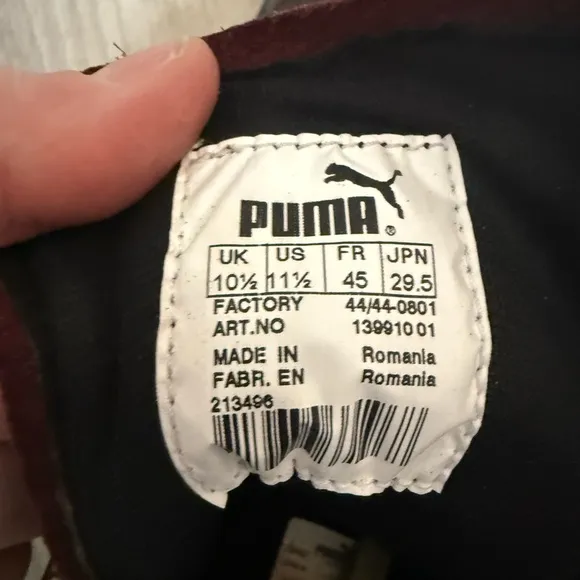 PUMA®
UK US FR JPN
10½ 11½ 45 29.5
FACTORY 44/44-0801
ART.NO 139910 01
MADE IN Romania
FABR. EN Romania
213496